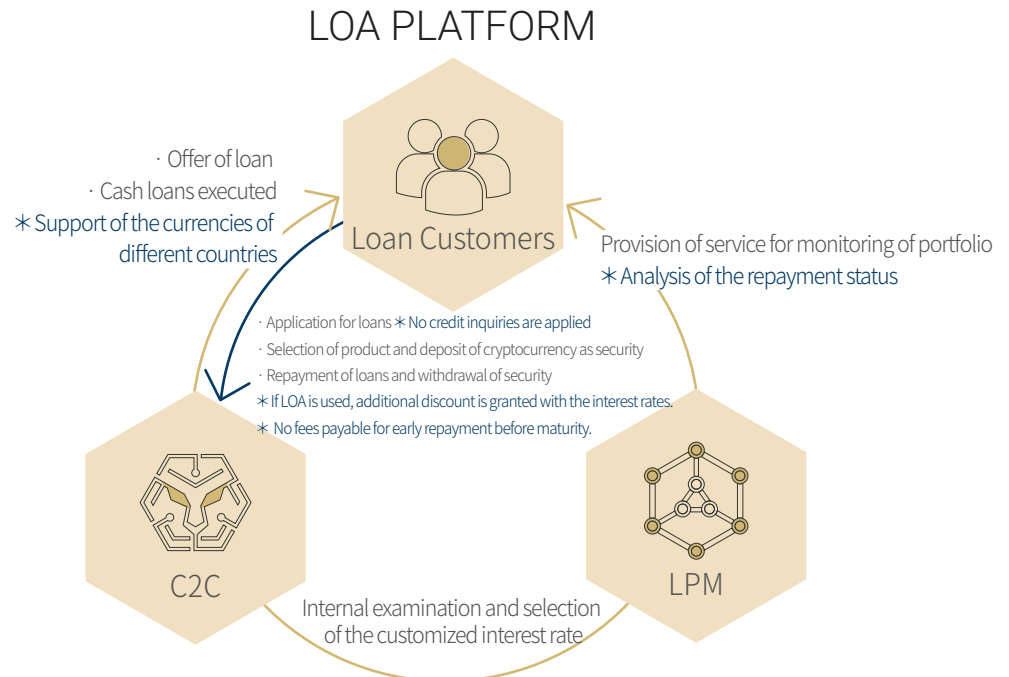 LOA PLATFORM
· Offer of loan
· Cash loans executed
＊Support of the currencies of
different countries
Loan Customers
Provision of service for monitoring of portfolio
＊Analysis of the repayment status
· Application for loans ＊No credit inquiries are applied
· Selection of product and deposit of cryptocurrency as security
· Repayment of loans and withdrawal of security
＊If LOA is used, additional discount is granted with the interest rates.
＊ No fees payable for early repayment before maturity.
C2C
LPM
Internal examination and selection
of the customized interest rate